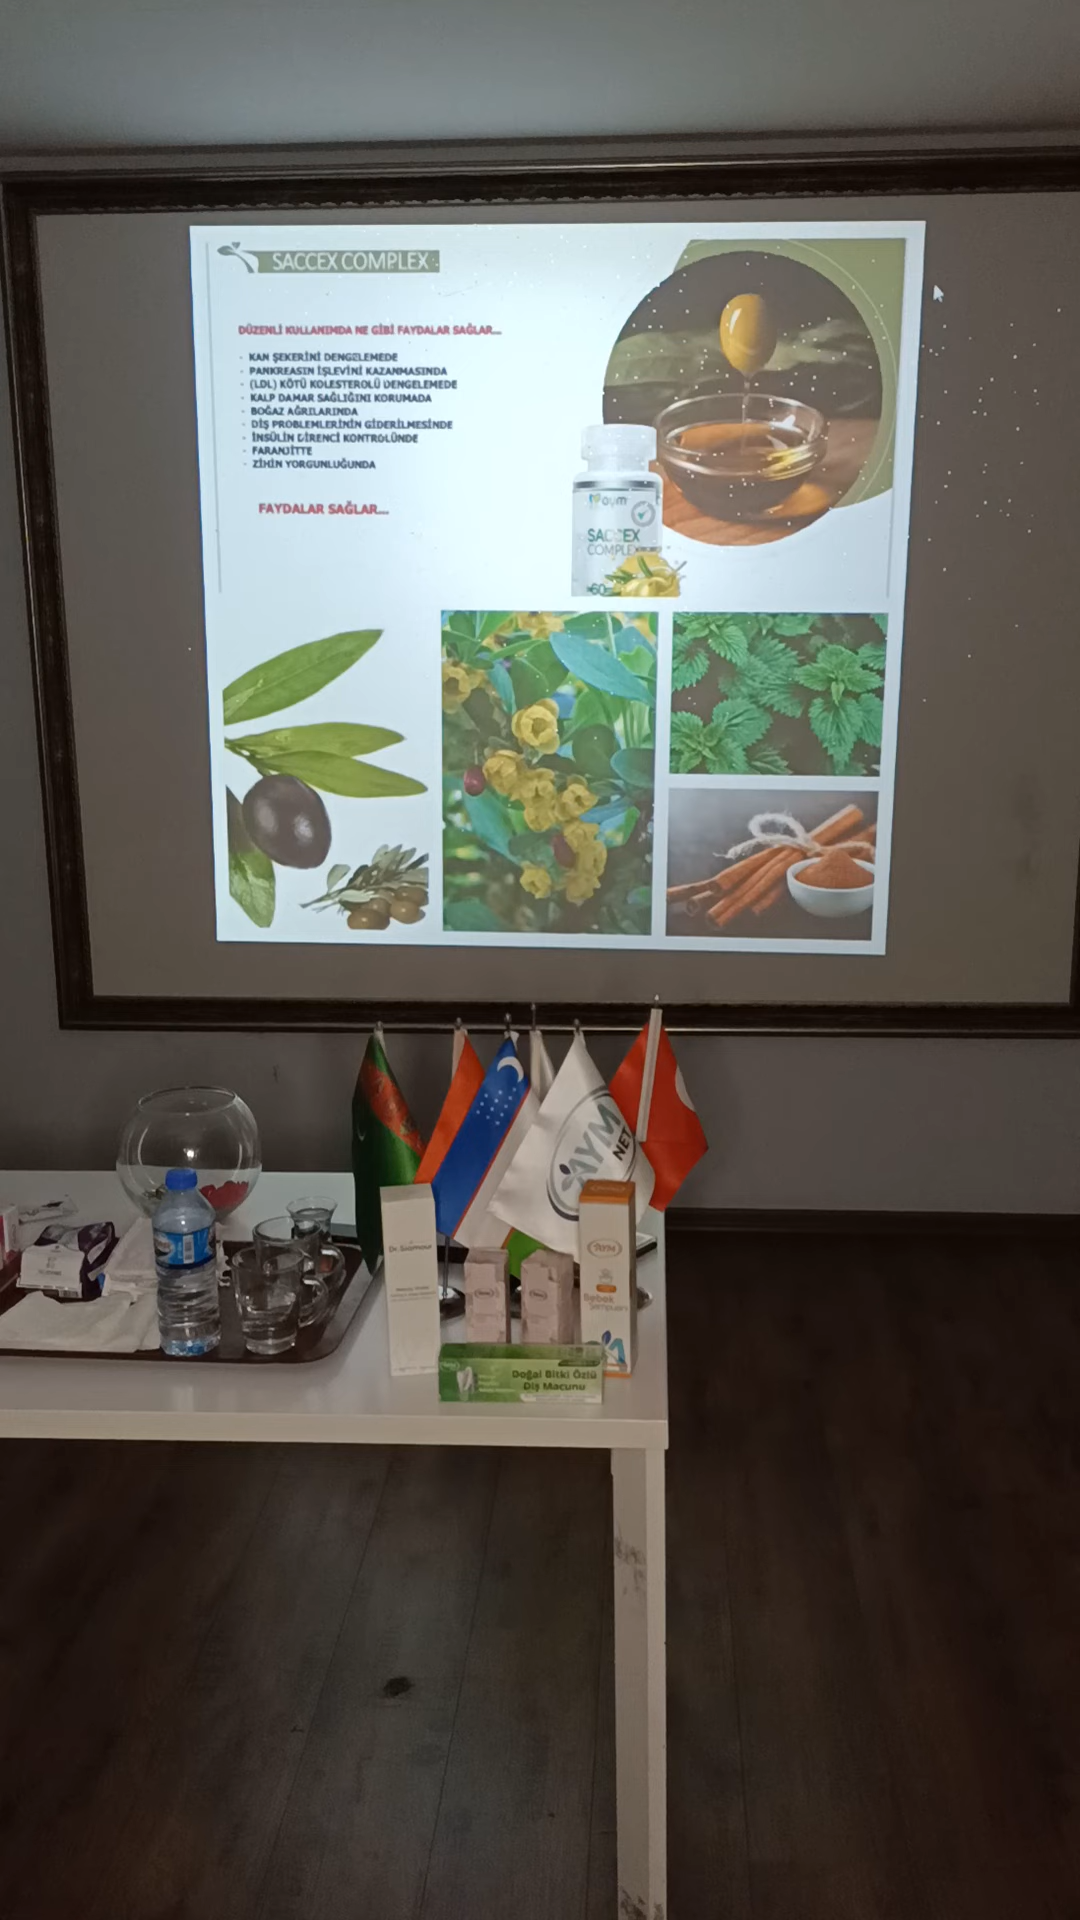 SACCEX COMPLEX
DÜZENLİ KULLANIMDA NE GİBİ FAYDALAR SAĞLAR...
- KAN ŞEKERİNİ DENGELEMEDE
- PANKREASIN İŞLEVİNİ KAZANMASINDA
- (LDL) KÖTÜ KOLESTEROLÜ DENGELEMEDE
- KALP DAMAR SAĞLIĞINI KORUMADA
- BOĞAZ AĞRILARINDA
- DİŞ PROBLEMLERİNİN GİDERİLMESİNDE
- İNSÜLİN DİRENCİ KONTROLÜNDE
- FARANJİTTE
- ZİHİN YORGUNLUĞUNDA
FAYDALAR SAĞLAR...
aym
SACCEX
COMPLEX
60
AYM
NET
Dr. Siamour
AYM
Bebek
Şampuanı
Doğal Bitki Özlü
Diş Macunu